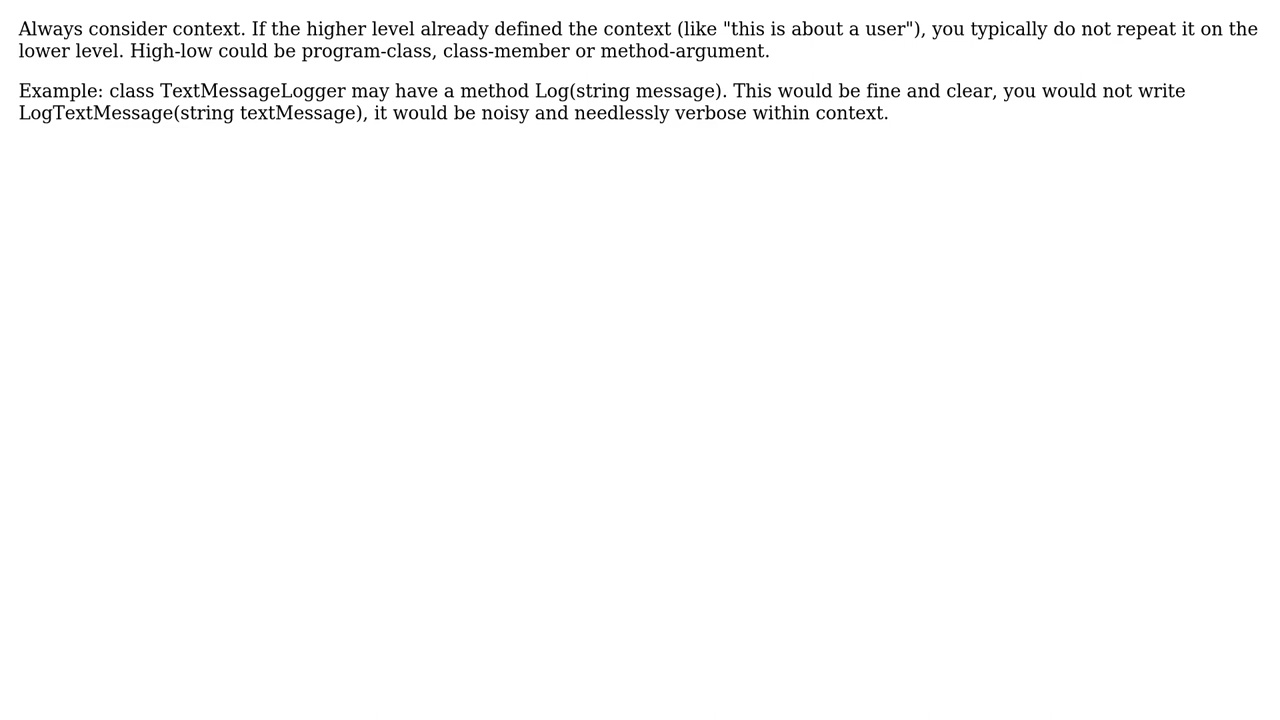 Always consider context. If the higher level already defined the context (like "this is about a user"), you typically do not repeat it on the
lower level. High-low could be program-class, class-member or method-argument.
Example: class TextMessageLogger may have a method Log(string message). This would be fine and clear, you would not write
LogTextMessage(string textMessage), it would be noisy and needlessly verbose within context.